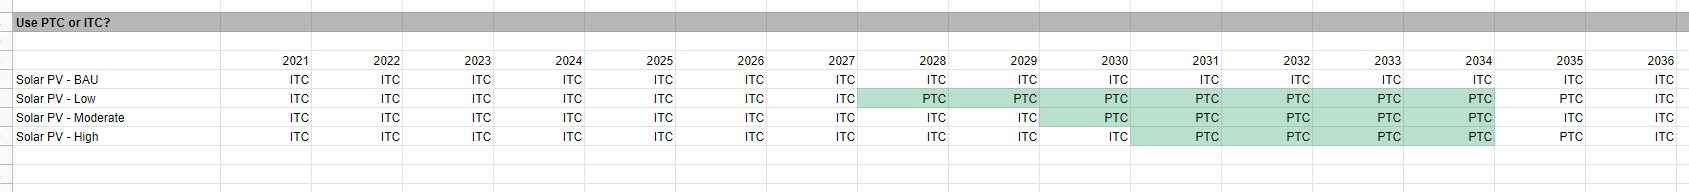 Use PTC or ITC?
2021 2022 2023 2024 2025 2026 2027 2028 2029 2030 2031 2032 2033 2034 2035 2036
Solar PV - BAU ITC ITC ITC ITC ITC ITC ITC ITC ITC ITC ITC ITC ITC ITC ITC ITC
Solar PV - Low ITC ITC ITC ITC ITC ITC ITC PTC PTC PTC PTC PTC PTC PTC PTC ITC
Solar PV - Moderate ITC ITC ITC ITC ITC ITC ITC ITC ITC PTC PTC PTC PTC PTC ITC ITC
Solar PV - High ITC ITC ITC ITC ITC ITC ITC ITC ITC ITC PTC PTC PTC PTC PTC ITC